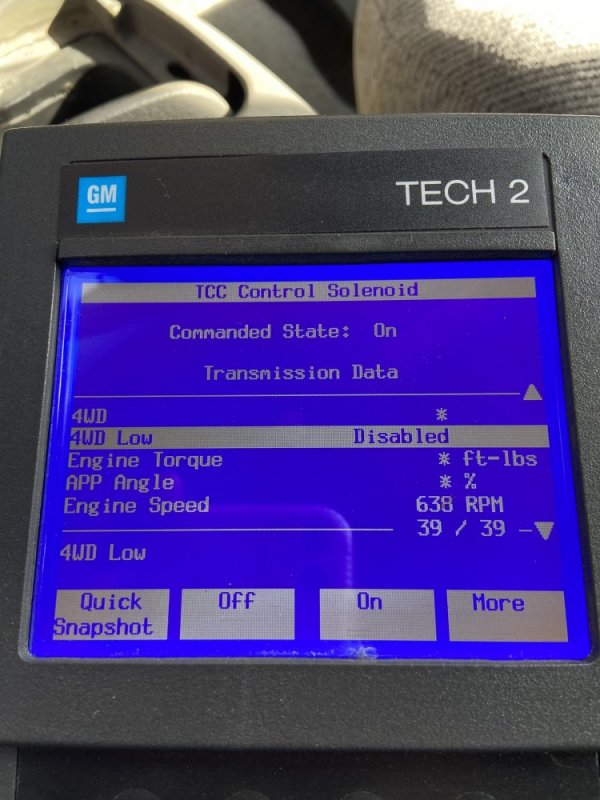 GM
TECH 2
TCC Control Solenoid
Commanded State: On
Transmission Data
4WD *
4WD Low Disabled
Engine Torque * ft-lbs
APP Angle * %
Engine Speed 638 RPM
39 / 39
4WD Low
Quick Snapshot Off On More